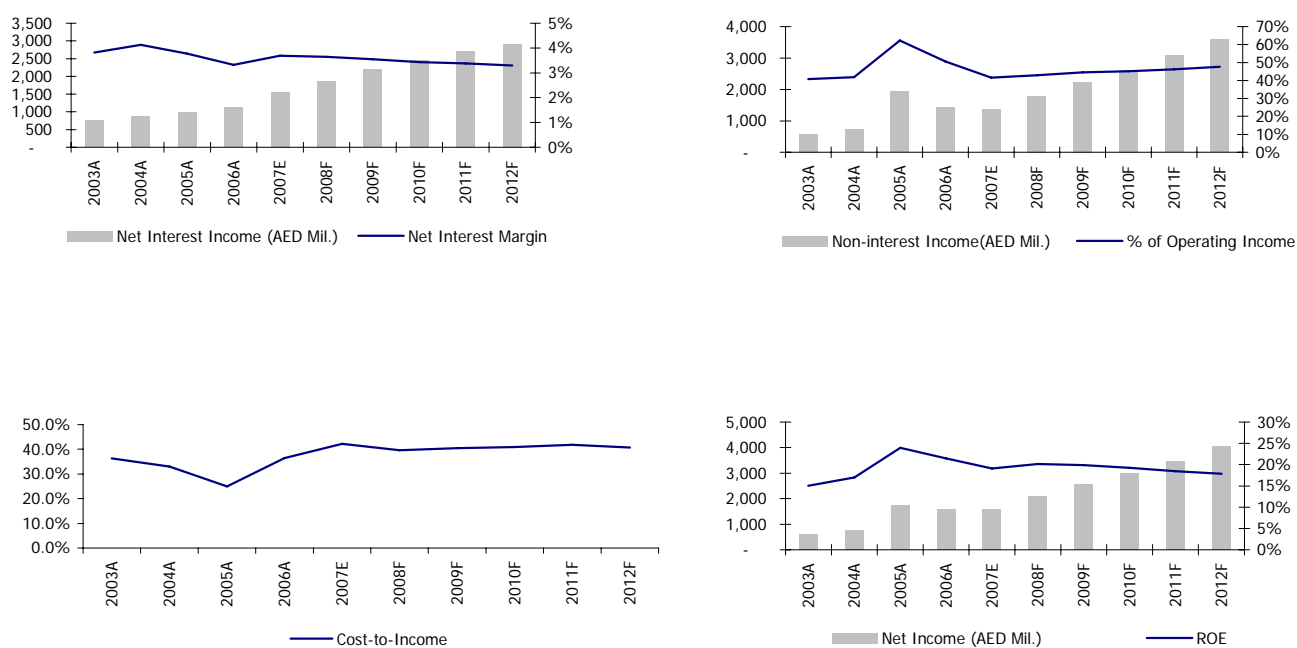 3,500
3,000
2,500
2,000
1,500
1,000
500
-
5%
4%
3%
2%
1%
0%
2003A
2004A
2005A
2006A
2007E
2008F
2009F
2010F
2011F
2012F
Net Interest Income (AED Mil.)
Net Interest Margin
4,000
3,000
2,000
1,000
-
70%
60%
50%
40%
30%
20%
10%
0%
2003A
2004A
2005A
2006A
2007E
2008F
2009F
2010F
2011F
2012F
Non-interest Income(AED Mil.)
% of Operating Income
50.0%
40.0%
30.0%
20.0%
10.0%
0.0%
2003A
2004A
2005A
2006A
2007E
2008F
2009F
2010F
2011F
2012F
Cost-to-Income
5,000
4,000
3,000
2,000
1,000
-
30%
25%
20%
15%
10%
5%
0%
2003A
2004A
2005A
2006A
2007E
2008F
2009F
2010F
2011F
2012F
Net Income (AED Mil.)
ROE